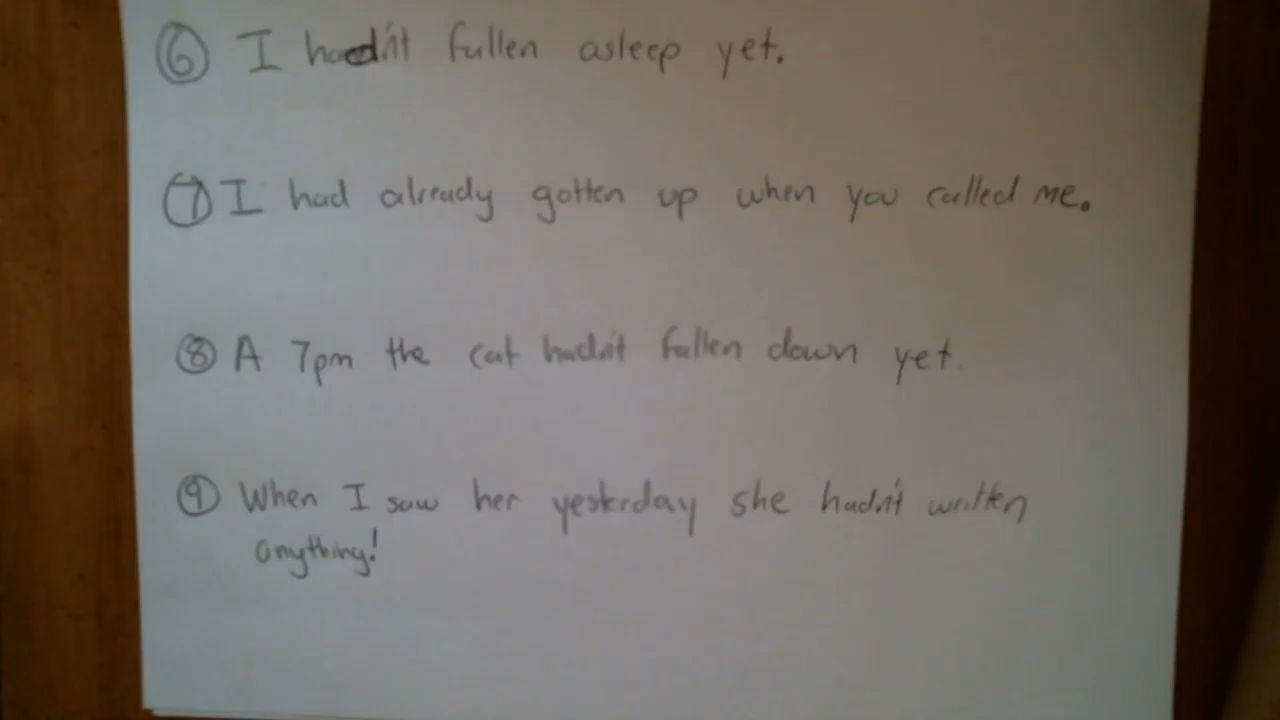 ⑥ I hadn't fallen asleep yet.
⑦ I had already gotten up when you called me.
⑧ A 7pm the cat hadn't fallen down yet.
⑨ When I saw her yesterday she hadn't written
anything!